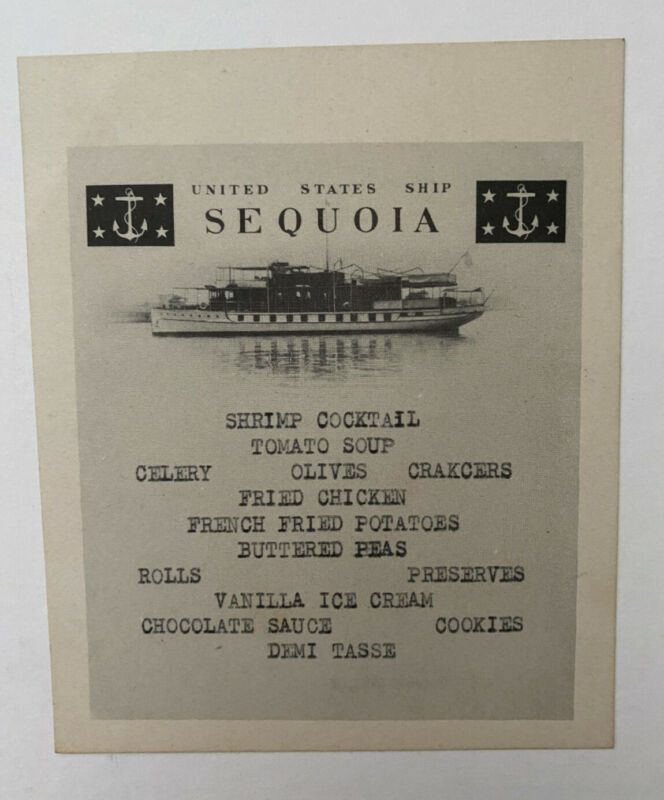 UNITED STATES SHIP
SEQUOIA
SHRIMP COCKTAIL
TOMATO SOUP
CELERY OLIVES CRAKCERS
FRIED CHICKEN
FRENCH FRIED POTATOES
BUTTERED PEAS
ROLLS PRESERVES
VANILLA ICE CREAM
CHOCOLATE SAUCE COOKIES
DEMI TASSE